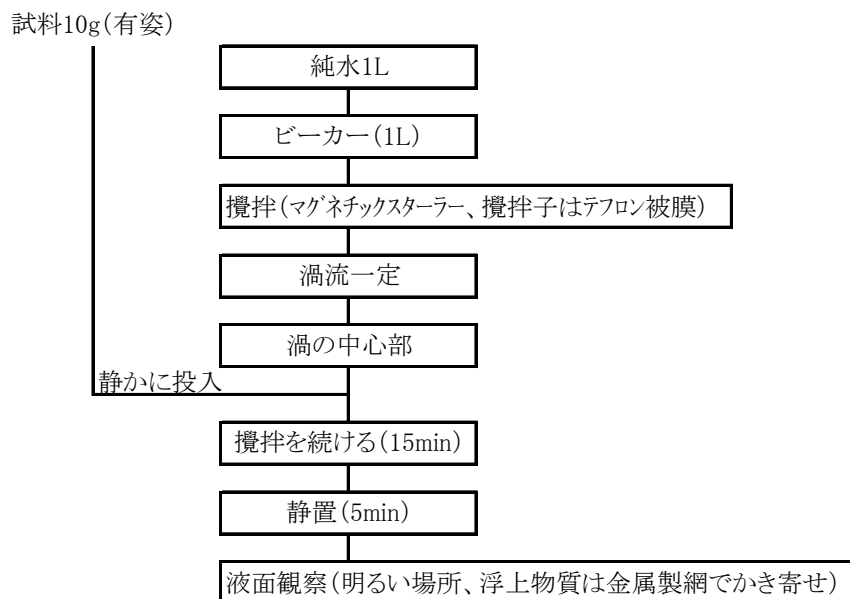 試料10g(有姿)
純水1L
ビーカー(1L)
攪拌(マグネチックスターラー、攪拌子はテフロン被膜)
渦流一定
渦の中心部
静かに投入
攪拌を続ける(15min)
静置(5min)
液面観察(明るい場所、浮上物質は金属製網でかき寄せ)